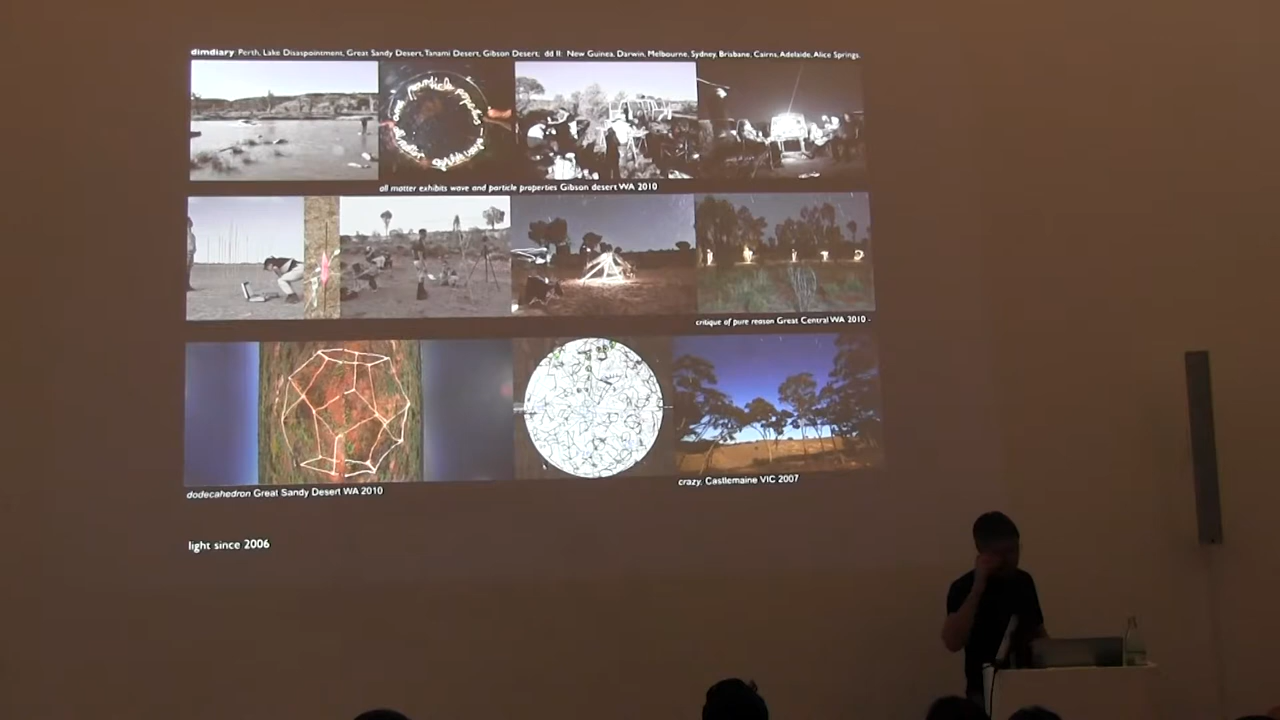 dimdiary: Perth, Lake Disaspointment, Great Sandy Desert, Tanami Desert, Gibson Desert, dd II: New Guinea, Darwin, Melbourne, Sydney, Brisbane, Cairns, Adelaide, Alice Springs.
particle
all matter exhibits wave and particle properties Gibson desert WA 2010
critique of pure reason Great Central WA 2010 -
dodecahedron Great Sandy Desert WA 2010
crazy, Castlemaine VIC 2007
light since 2006